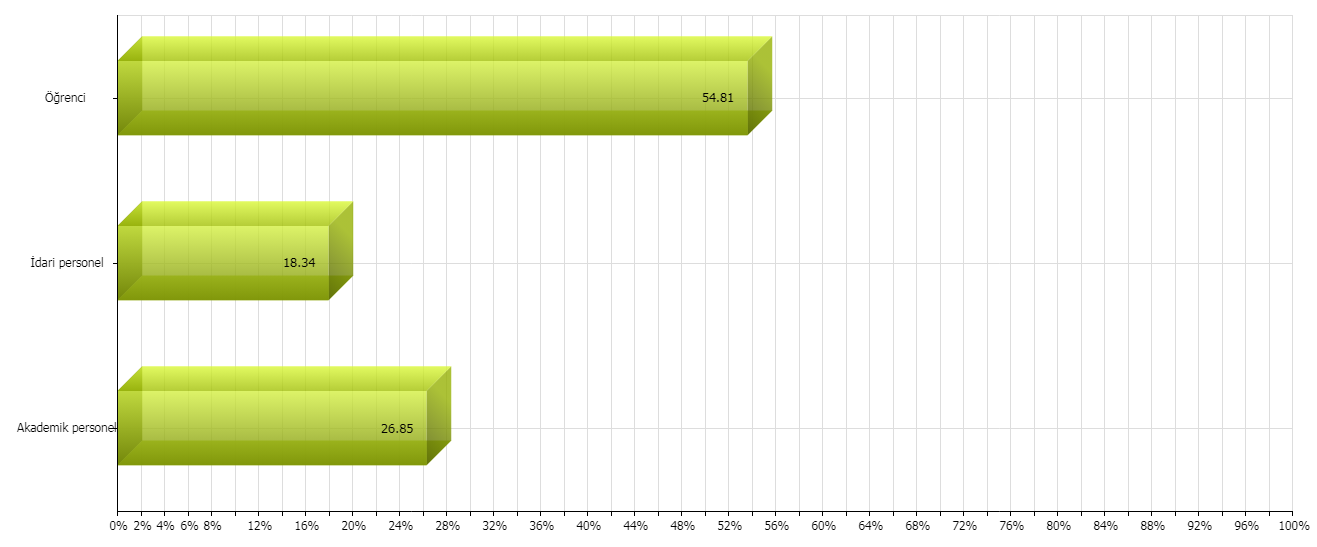 Öğrenci
54.81
İdari personel
18.34
Akademik personel
26.85
0% 2% 4% 6% 8% 12% 16% 20% 24% 28% 32% 36% 40% 44% 48% 52% 56% 60% 64% 68% 72% 76% 80% 84% 88% 92% 96% 100%